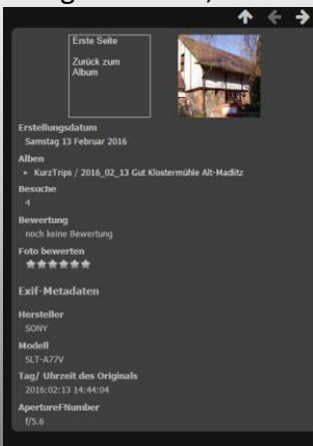 Erste Seite
Zurück zum
Album
Erstellungsdatum
Samstag 13 Februar 2016
Alben
• KurzTrips / 2016_02_13 Gut Klostermühle Alt-Madlitz
Besuche
4
Bewertung
noch keine Bewertung
Foto bewerten
Exif-Metadaten
Hersteller
SONY
Modell
SLT-A77V
Tag/ Uhrzeit des Originals
2016:02:13 14:44:04
ApertureFNumber
f/5.6